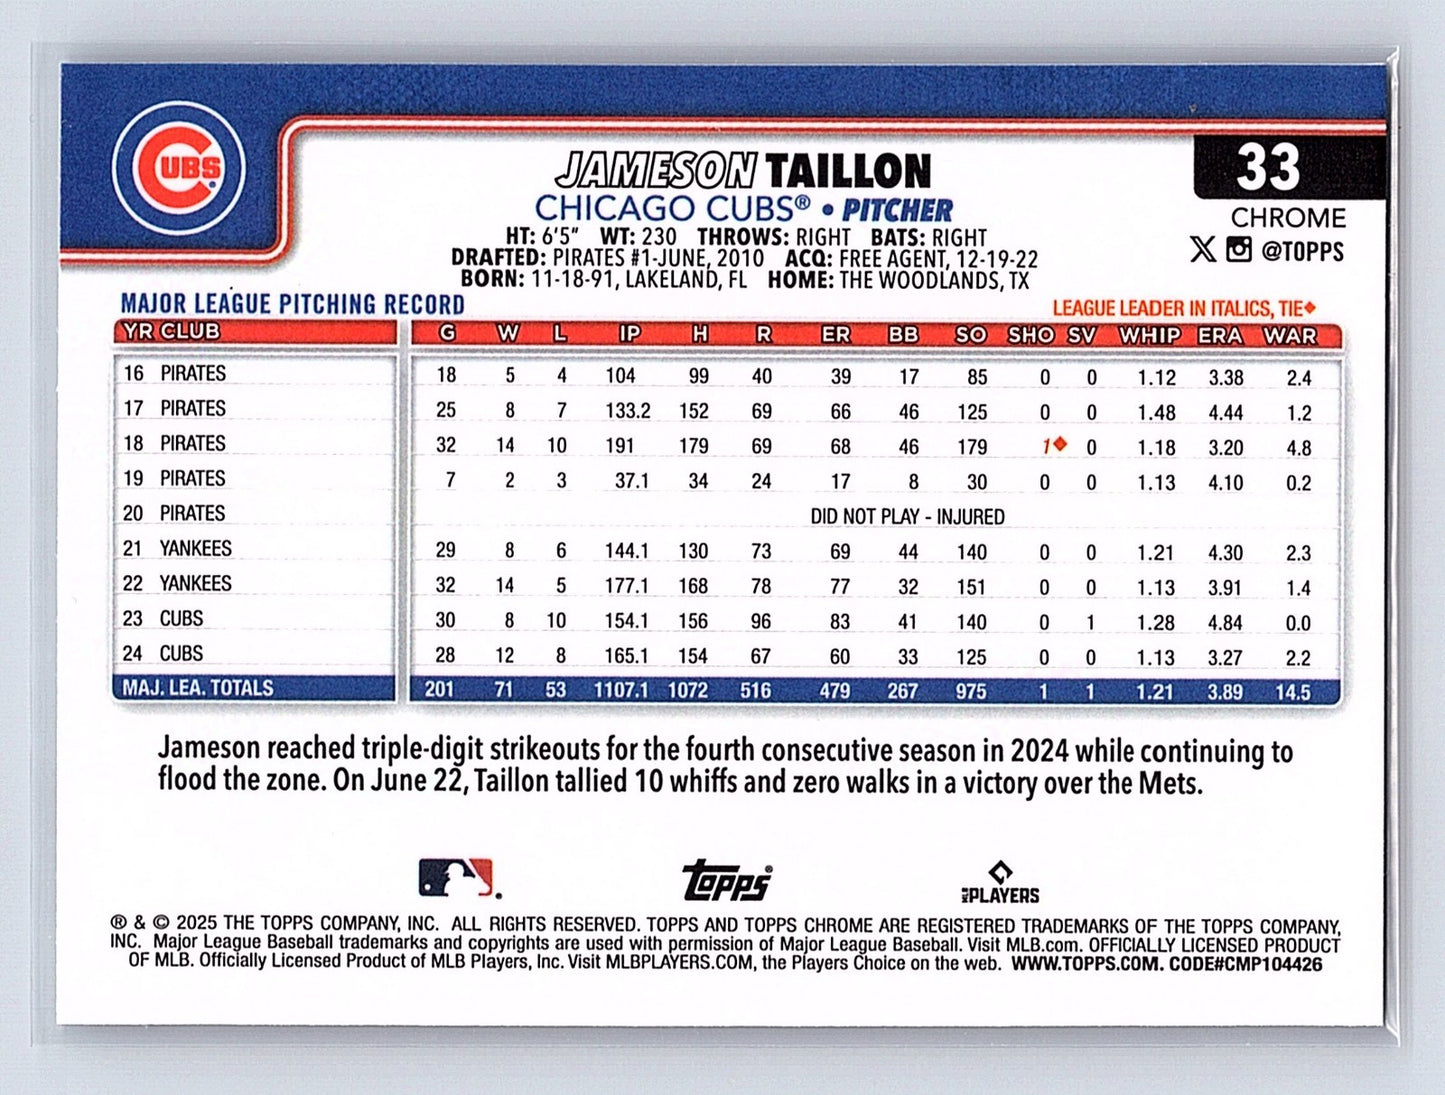 CUBS
JAMESON TAILLON
33
CHICAGO CUBS® • PITCHER
CHROME
HT: 6'5" WT: 230 THROWS: RIGHT BATS: RIGHT
@TOPPS
DRAFTED: PIRATES #1-JUNE, 2010 ACQ: FREE AGENT, 12-19-22
BORN: 11-18-91, LAKELAND, FL HOME: THE WOODLANDS, TX
MAJOR LEAGUE PITCHING RECORD
LEAGUE LEADER IN ITALICS, TIE◆
YR CLUB G W L IP H R ER BB SO SHO SV WHIP ERA WAR
16 PIRATES 18 5 4 104 99 40 39 17 85 0 0 1.12 3.38 2.4
17 PIRATES 25 8 7 133.2 152 69 66 46 125 0 0 1.48 4.44 1.2
18 PIRATES 32 14 10 191 179 69 68 46 179 1◆ 0 1.18 3.20 4.8
19 PIRATES 7 2 3 37.1 34 24 17 8 30 0 0 1.13 4.10 0.2
20 PIRATES DID NOT PLAY - INJURED
21 YANKEES 29 8 6 144.1 130 73 69 44 140 0 0 1.21 4.30 2.3
22 YANKEES 32 14 5 177.1 168 78 77 32 151 0 0 1.13 3.91 1.4
23 CUBS 30 8 10 154.1 156 96 83 41 140 0 1 1.28 4.84 0.0
24 CUBS 28 12 8 165.1 154 67 60 33 125 0 0 1.13 3.27 2.2
MAJ. LEA. TOTALS 201 71 53 1107.1 1072 516 479 267 975 1 1 1.21 3.89 14.5
Jameson reached triple-digit strikeouts for the fourth consecutive season in 2024 while continuing to
flood the zone. On June 22, Taillon tallied 10 whiffs and zero walks in a victory over the Mets.
Topps®
MLB PLAYERS
® & © 2025 THE TOPPS COMPANY, INC. ALL RIGHTS RESERVED. TOPPS AND TOPPS CHROME ARE REGISTERED TRADEMARKS OF THE TOPPS COMPANY,
INC. Major League Baseball trademarks and copyrights are used with permission of Major League Baseball. Visit MLB.com. OFFICIALLY LICENSED PRODUCT
OF MLB. Officially Licensed Product of MLB Players, Inc. Visit MLBPLAYERS.COM, the Players Choice on the web. WWW.TOPPS.COM. CODE#CMP104426